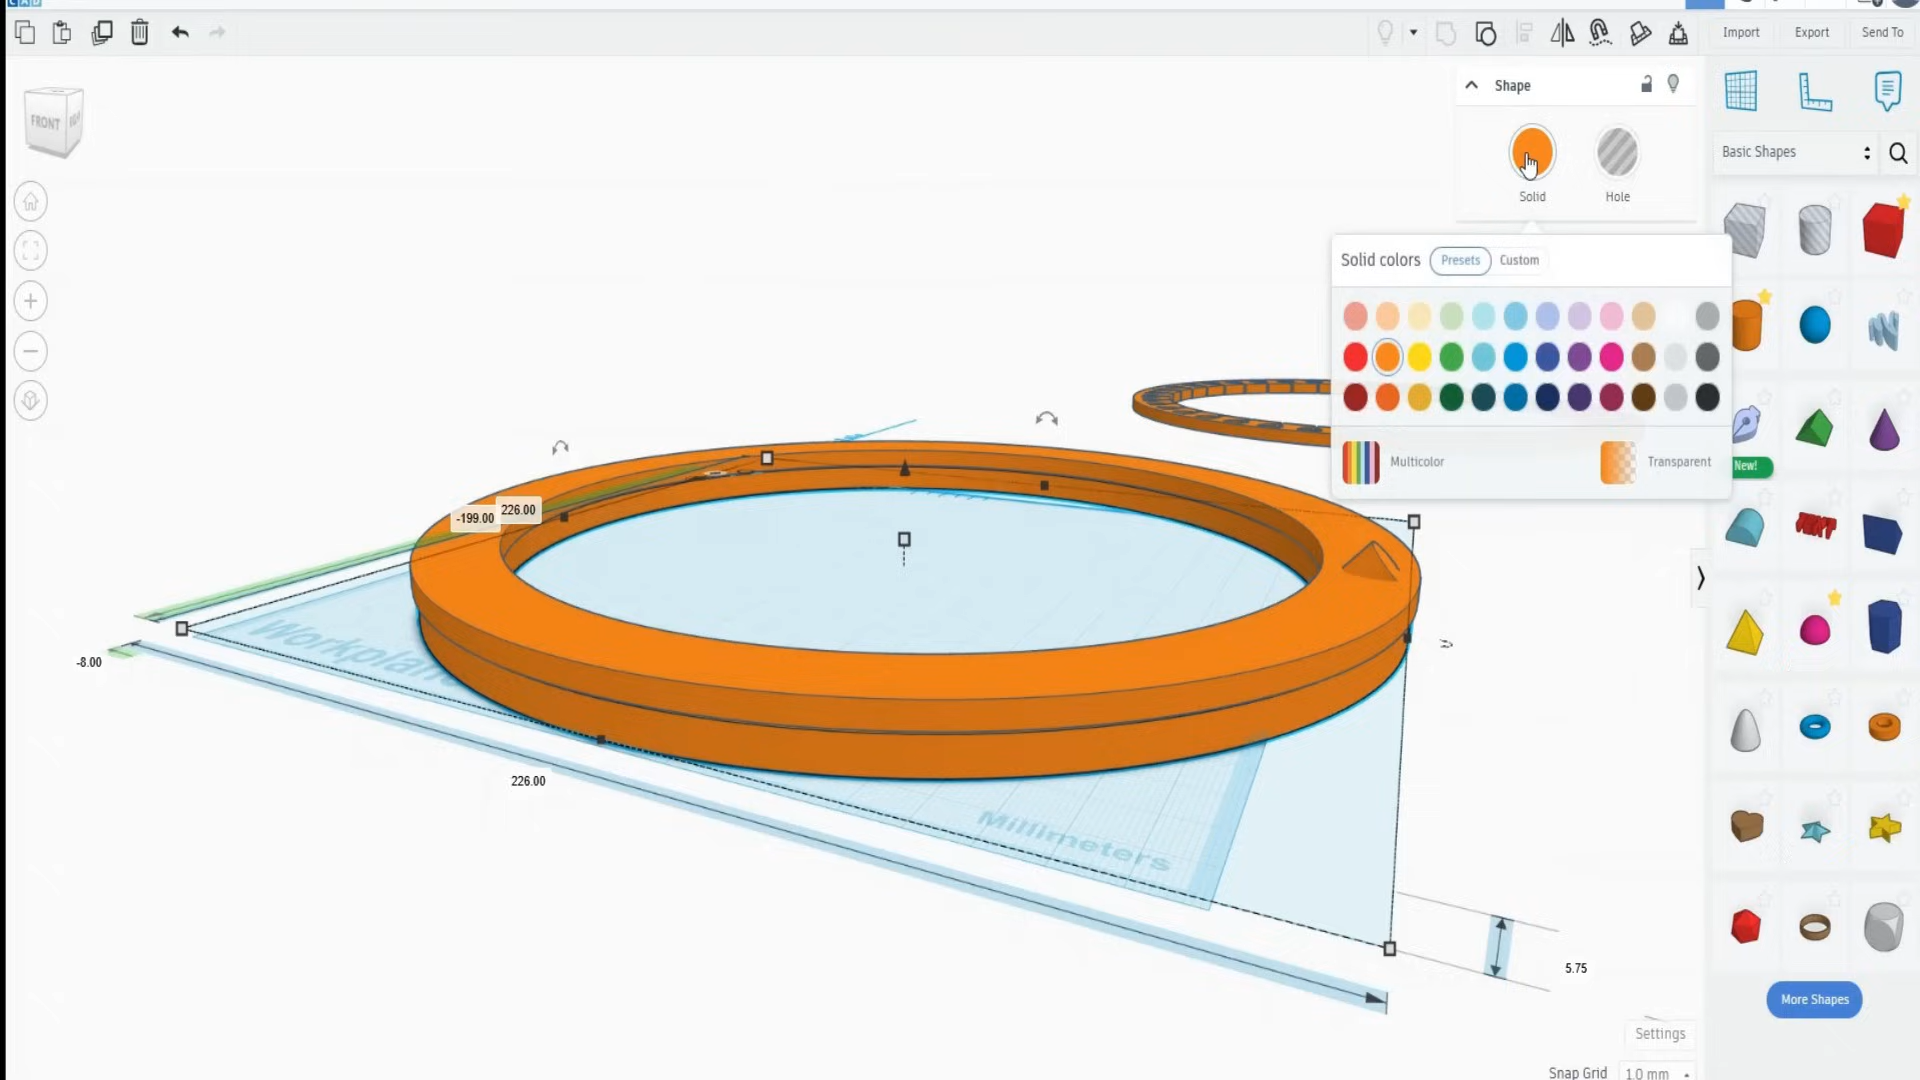 CAD
Import
Export
Send To
FRONT
Shape
Solid
Hole
Basic Shapes
Solid colors
Presets
Custom
Multicolor
Transparent
New!
-199.00
226.00
-8.00
226.00
Workplane
Millimeters
5.75
More Shapes
Settings
Snap Grid
1.0 mm